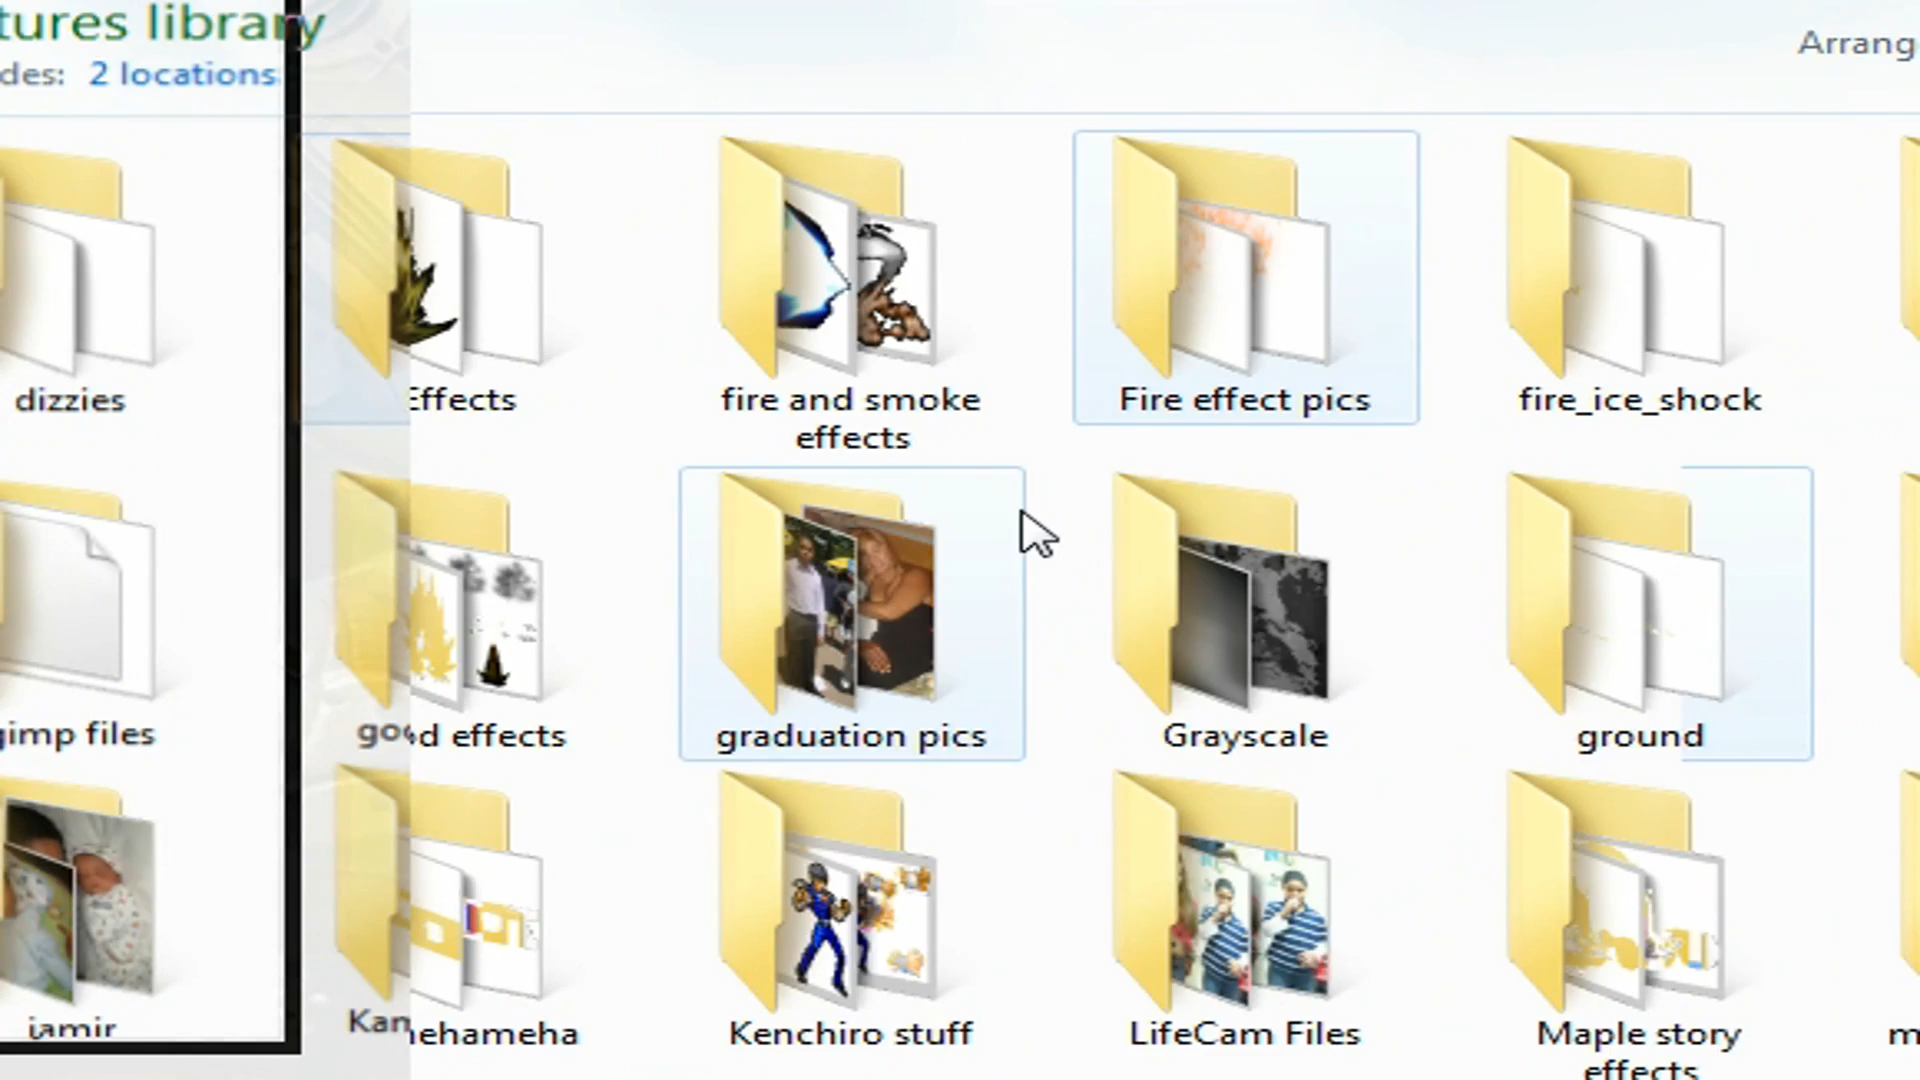 tures library
des: 2 locations
Arrang
dizzies
Effects
fire and smoke
effects
Fire effect pics
fire_ice_shock
gimp files
good effects
graduation pics
Grayscale
ground
jamir
Kamehameha
Kenchiro stuff
LifeCam Files
Maple story
effects
m